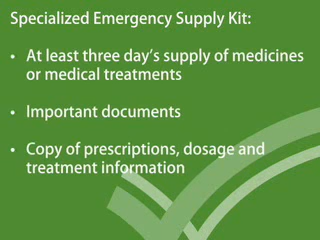 Specialized Emergency Supply Kit:
• At least three day's supply of medicines
or medical treatments
• Important documents
• Copy of prescriptions, dosage and
treatment information